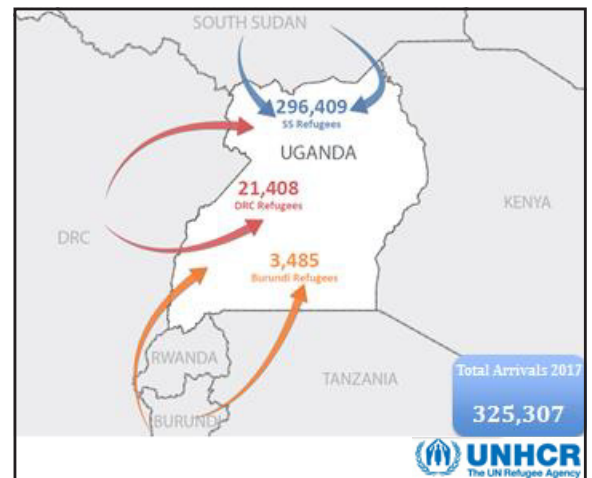 SOUTH SUDAN
296,409
SS Refugees
UGANDA
21,408
DRC Refugees
KENYA
DRC
3,485
Burundi Refugees
RWANDA
TANZANIA
BURUNDI
Total Arrivals 2017
325,307
UNHCR
The UN Refugee Agency